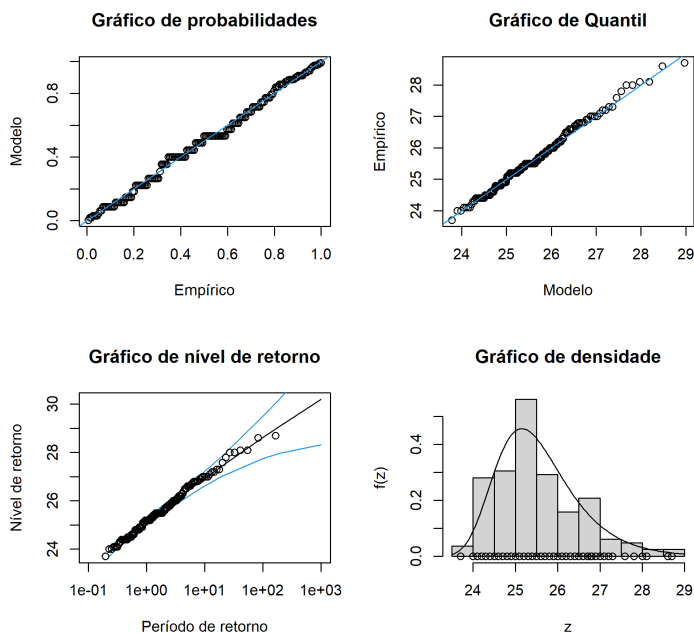 Gráfico de probabilidades
Modelo
0.0 0.4 0.8
0.0 0.2 0.4 0.6 0.8 1.0
Empírico
Gráfico de Quantil
Empírico
24 25 26 27 28
24 25 26 27 28 29
Modelo
Gráfico de nível de retorno
Nível de retorno
24 26 28 30
1e-01 1e+00 1e+01 1e+02 1e+03
Período de retorno
Gráfico de densidade
f(z)
0.0 0.2 0.4
24 25 26 27 28 29
z